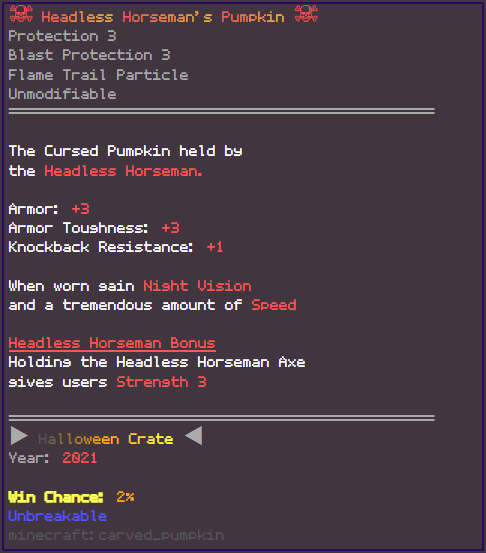 ☠ Headless Horseman's Pumpkin ☠
Protection 3
Blast Protection 3
Flame Trail Particle
Unmodifiable
The Cursed Pumpkin held by
the Headless Horseman.
Armor: +3
Armor Toughness: +3
Knockback Resistance: +1
When worn gain Night Vision
and a tremendous amount of Speed
Headless Horseman Bonus
Holding the Headless Horseman Axe
gives users Strength 3
▶ Halloween Crate ◀
Year: 2021
Win Chance: 2%
Unbreakable
minecraft:carved_pumpkin